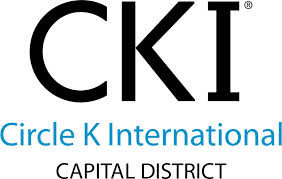 CKI®
Circle K International
CAPITAL DISTRICT